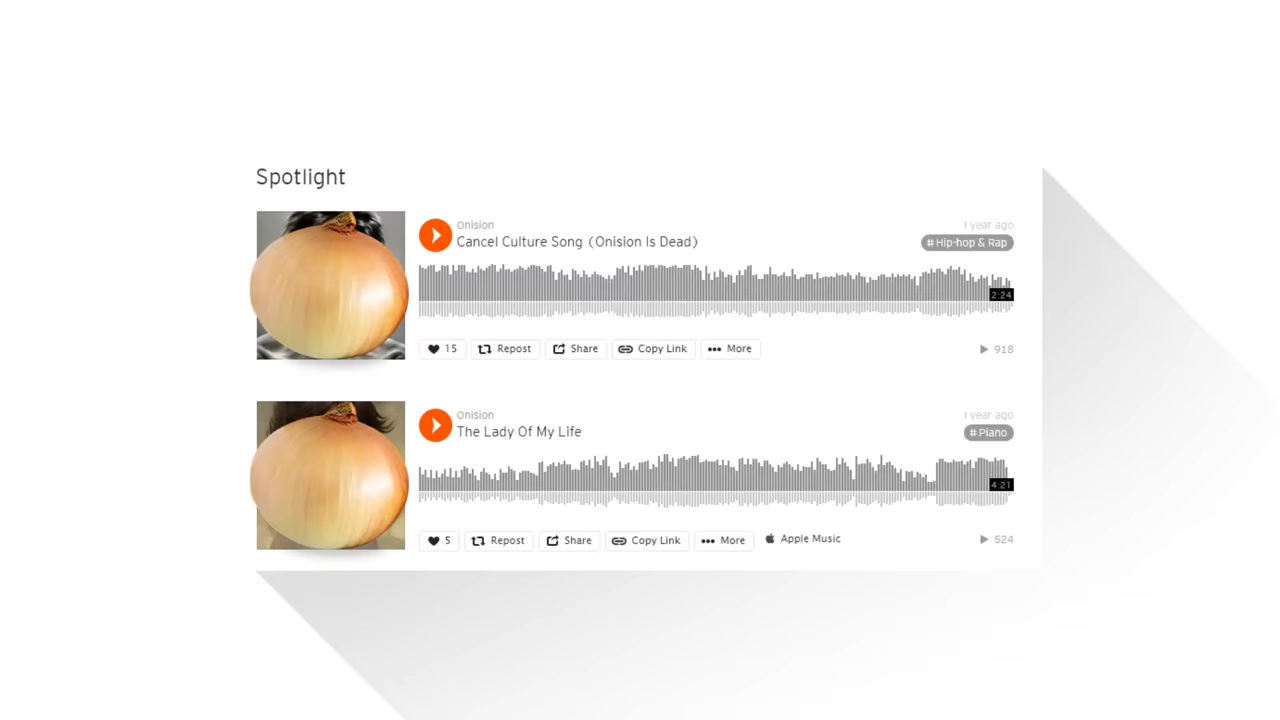 Spotlight
Onision
1 year ago
Cancel Culture Song (Onision Is Dead)
# Hip-hop & Rap
2:24
15
Repost
Share
Copy Link
More
918
Onision
1 year ago
The Lady Of My Life
# Piano
4:21
5
Repost
Share
Copy Link
More
Apple Music
524